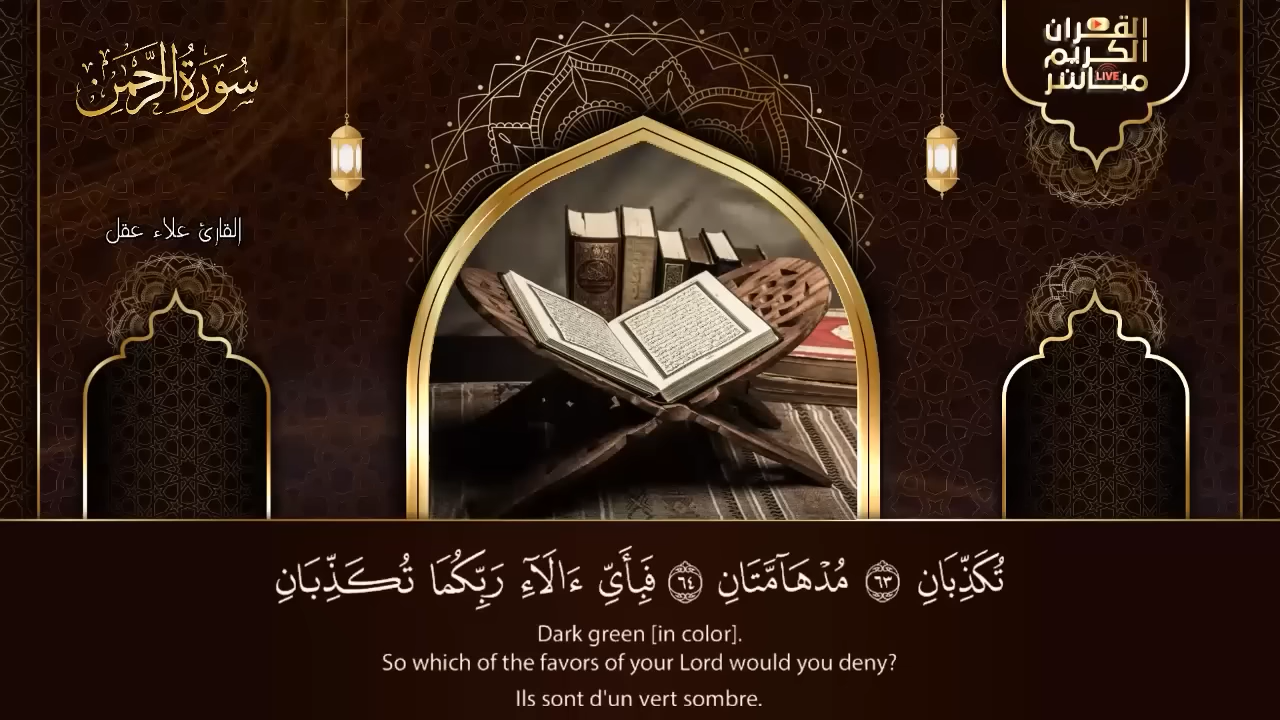 سُورَةُ الرَّحْمَٰن
القرآن
الكريم
مباشر
LIVE
القارئ علاء عقل
تُكَذِّبَانِ ٦٣ مُدْهَآمَّتَانِ ٦٤ فَبِأَىِّ ءَالَآءِ رَبِّكُمَا تُكَذِّبَانِ
Dark green [in color].
So which of the favors of your Lord would you deny?
Ils sont d'un vert sombre.